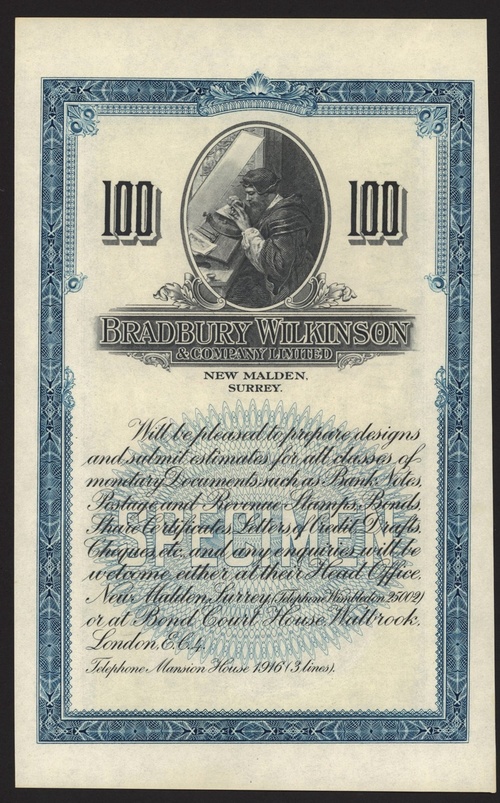 100 100
BRADBURY WILKINSON
& COMPANY LIMITED
NEW MALDEN.
SURREY.
Will be pleased to prepare designs
and submit estimates for all classes of
monetary Documents, such as Bank Notes,
Postage and Revenue Stamps, Bonds,
Share Certificates, Letters of Credit, Drafts,
Cheques, etc. and any enquiries will be
welcome either at their Head Office,
New Malden, Surrey, (Telephone Wimbledon 2500/2)
or at Bond Court House, Walbrook,
London, E.C.4.
Telephone Mansion House 1946 (3 lines).
SPECIMEN